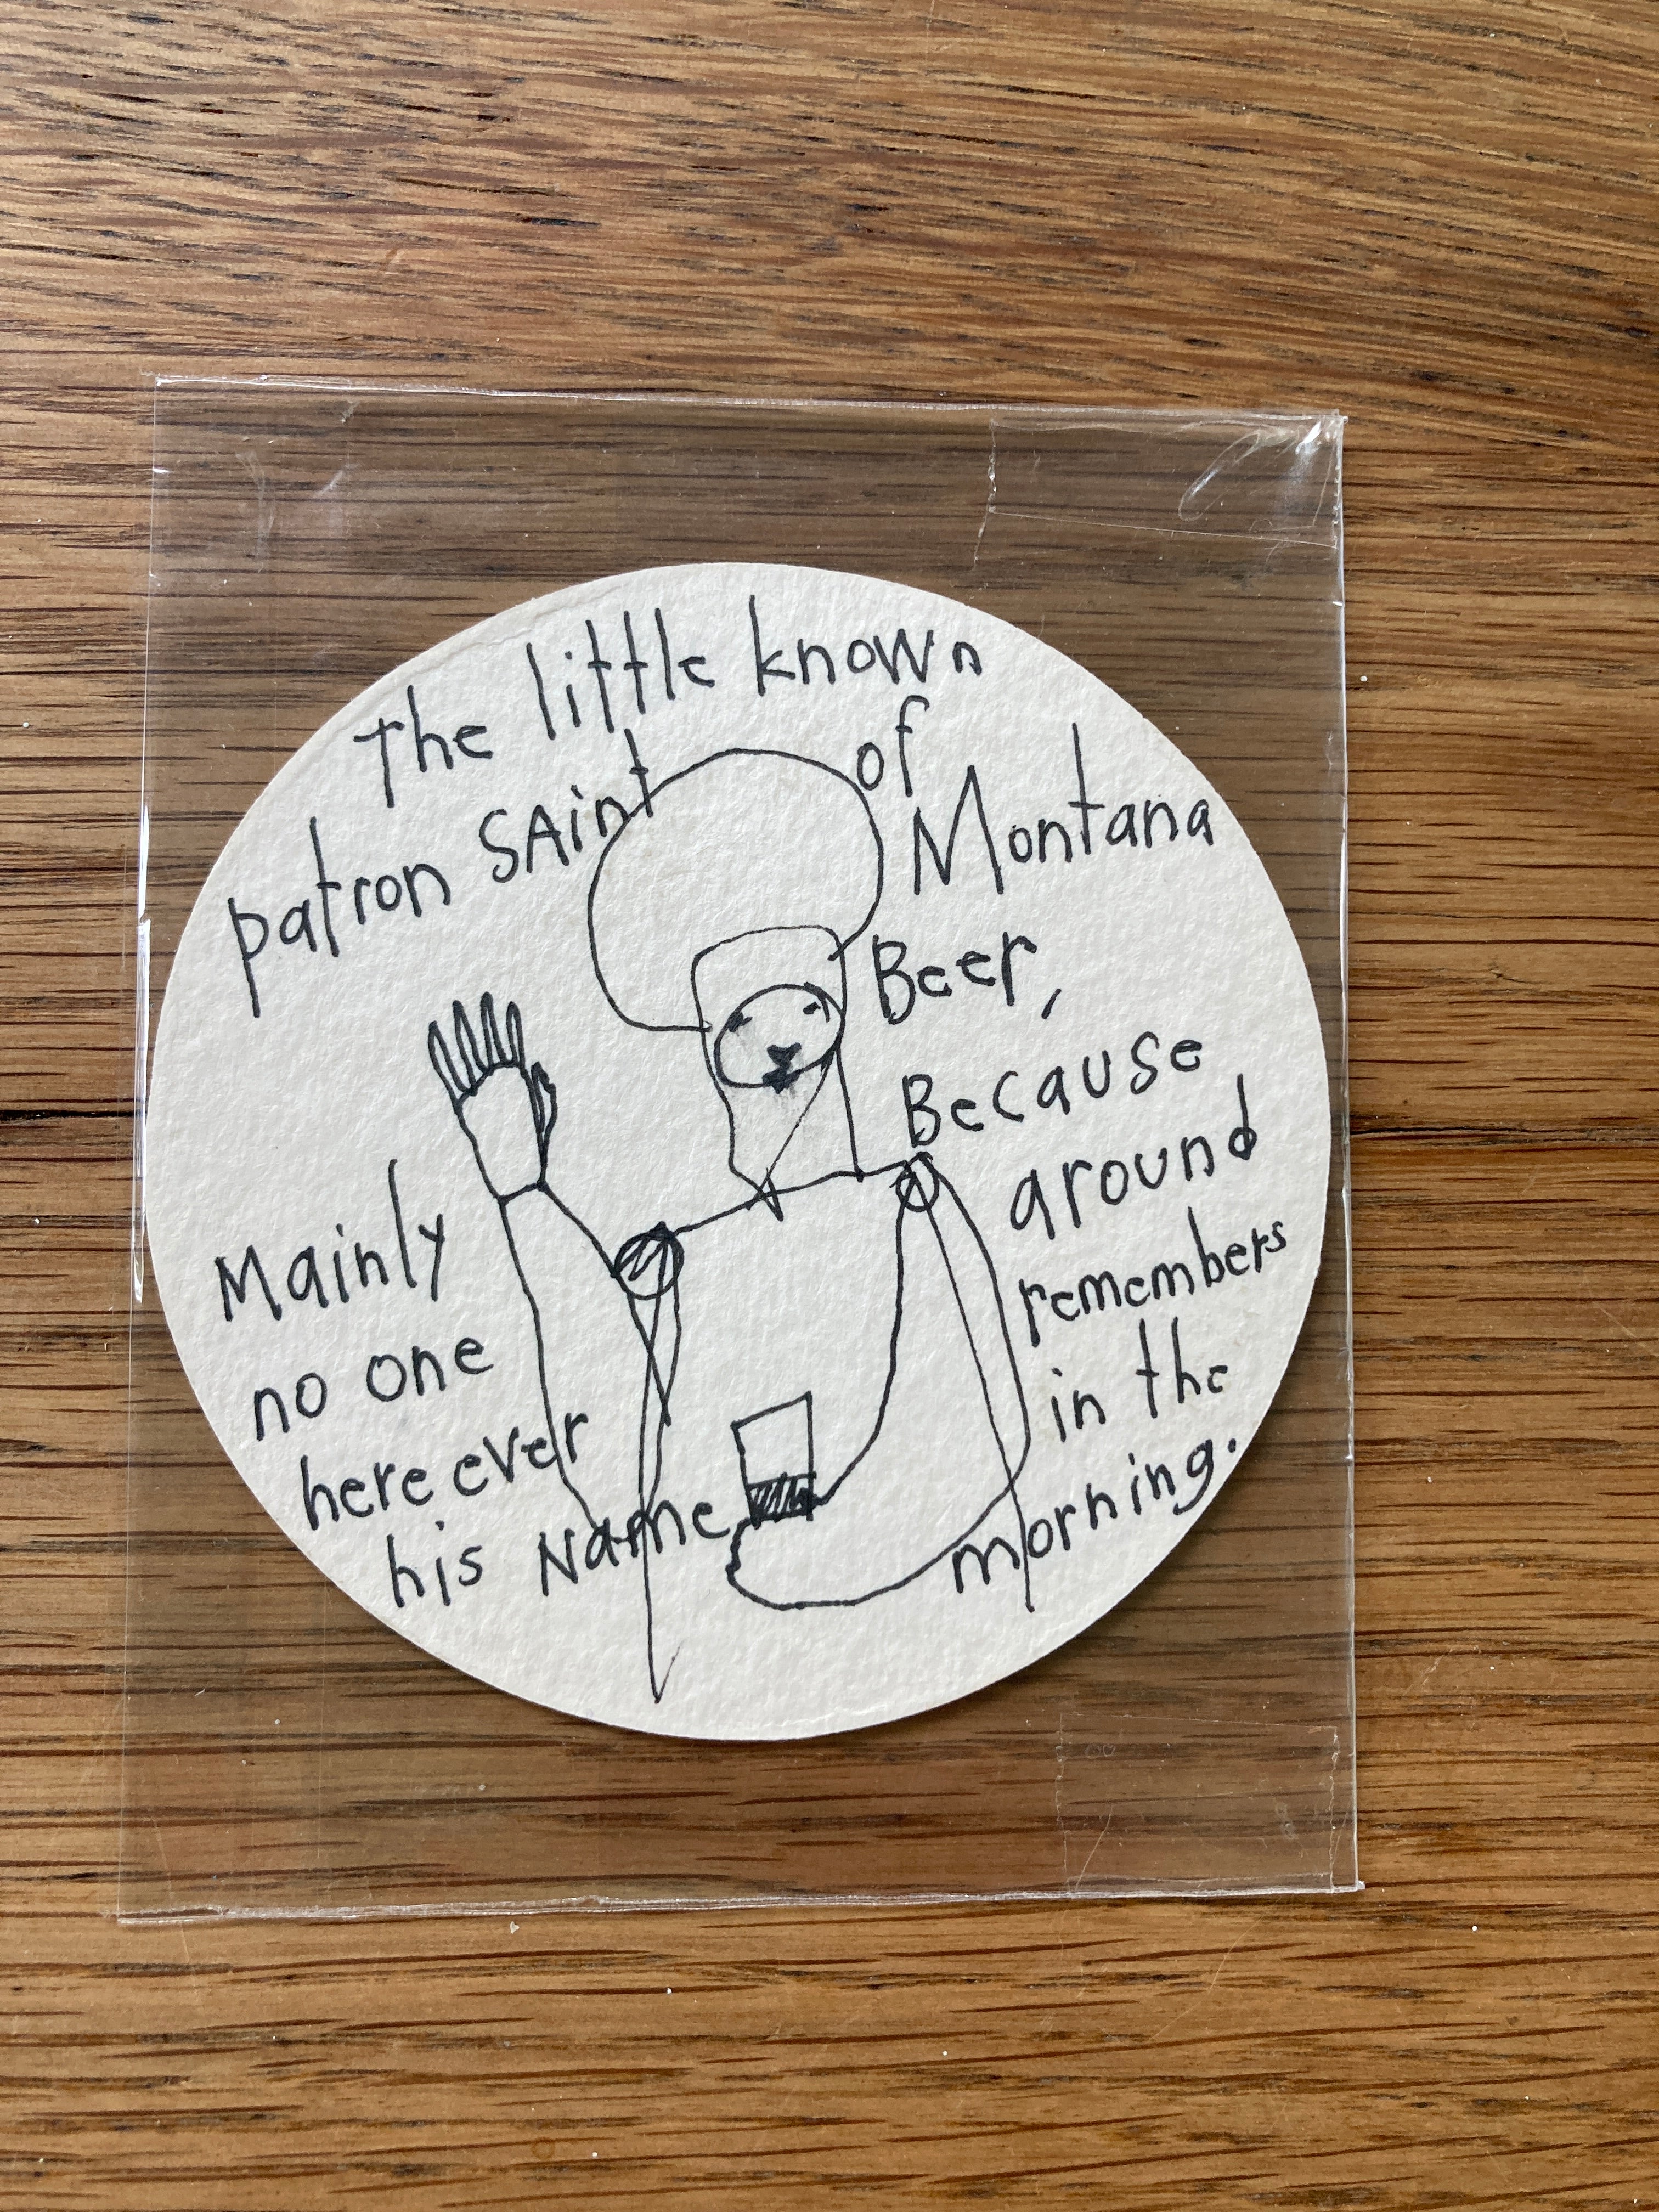 The little known
patron SAint of
Montana
Beer,
Mainly Because
no one around
here ever remembers
his Name in the
morning.